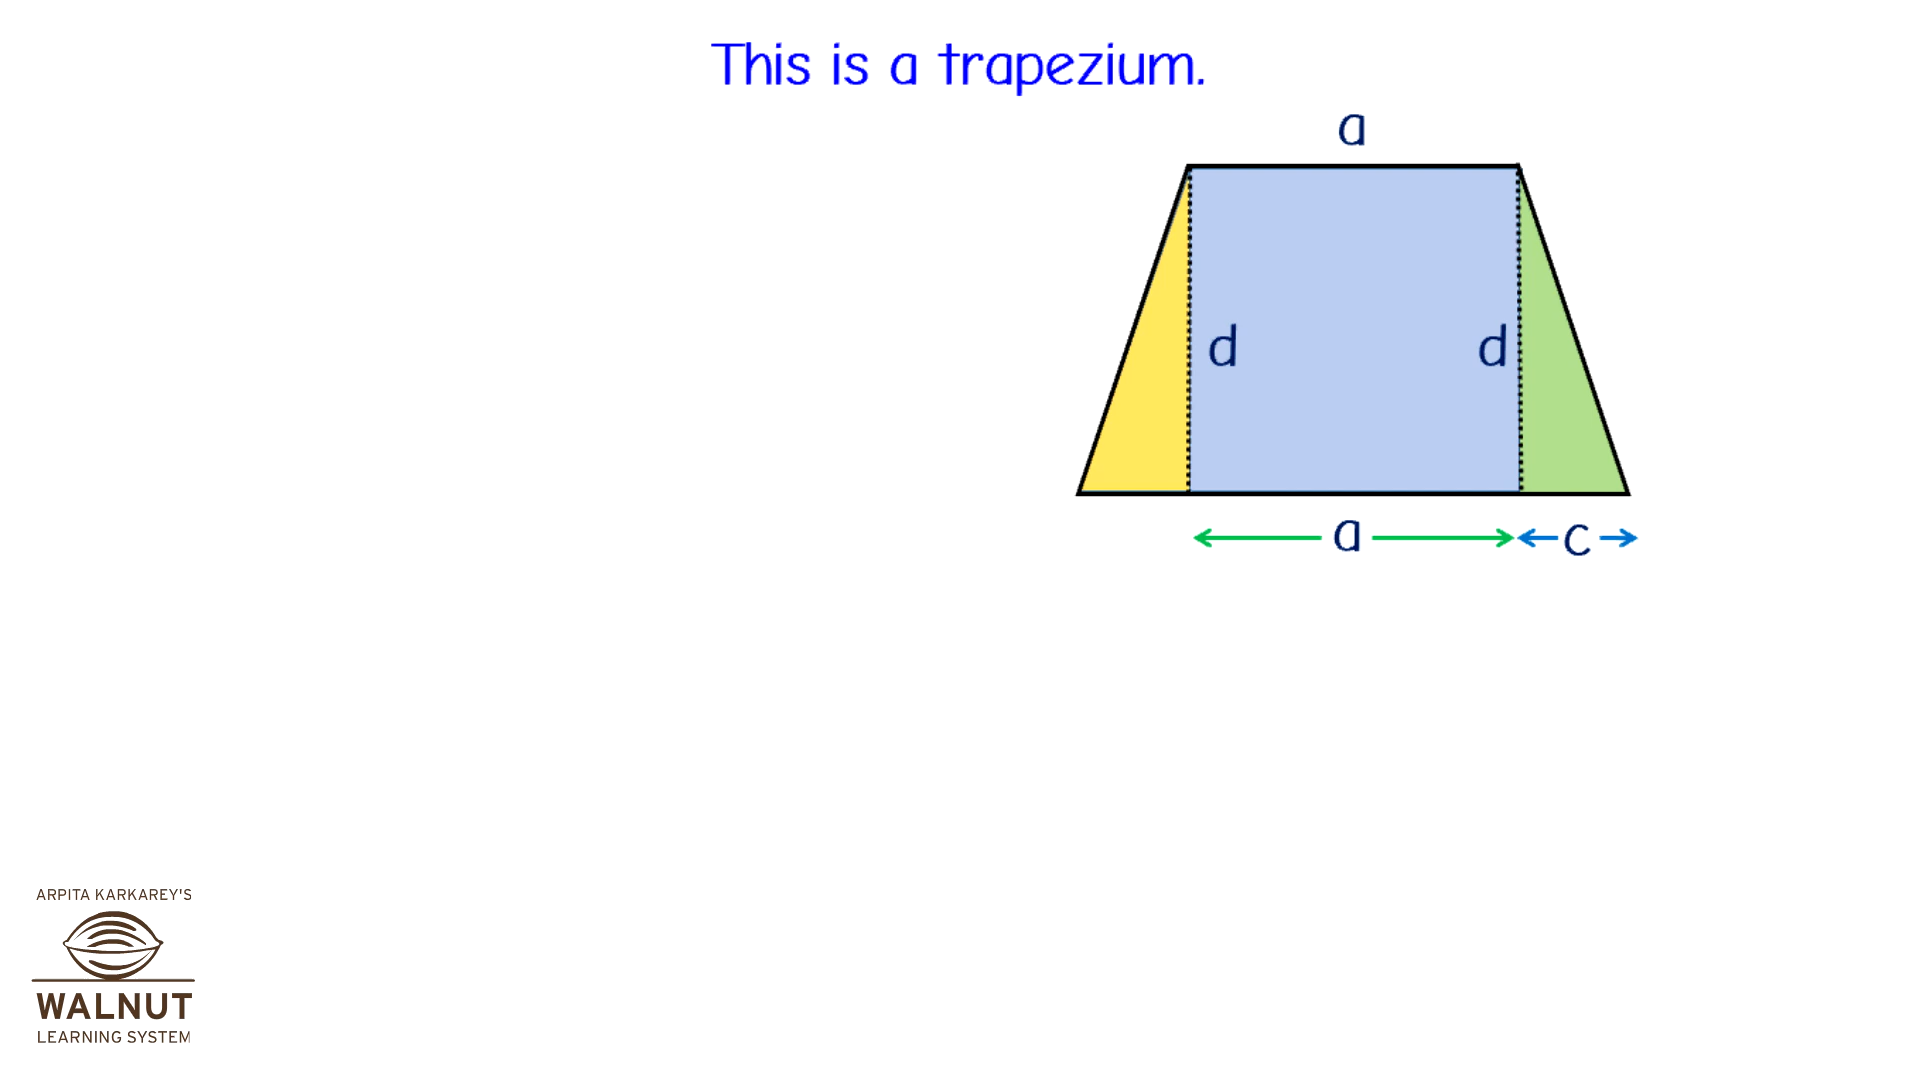 This is a trapezium.
a
d d
a c
ARPITA KARKAREY'S
WALNUT
LEARNING SYSTEM